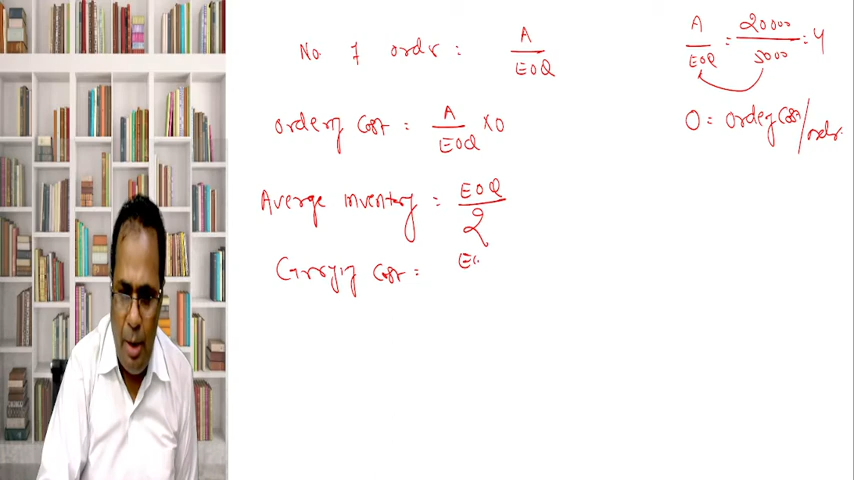 No of order = A/EOQ
ordering cost = A/EOQ × O
Average inventory = EOQ/2
Carrying cost = EO
A/EOQ = 20000/5000 = 4
O = ordering cost/order